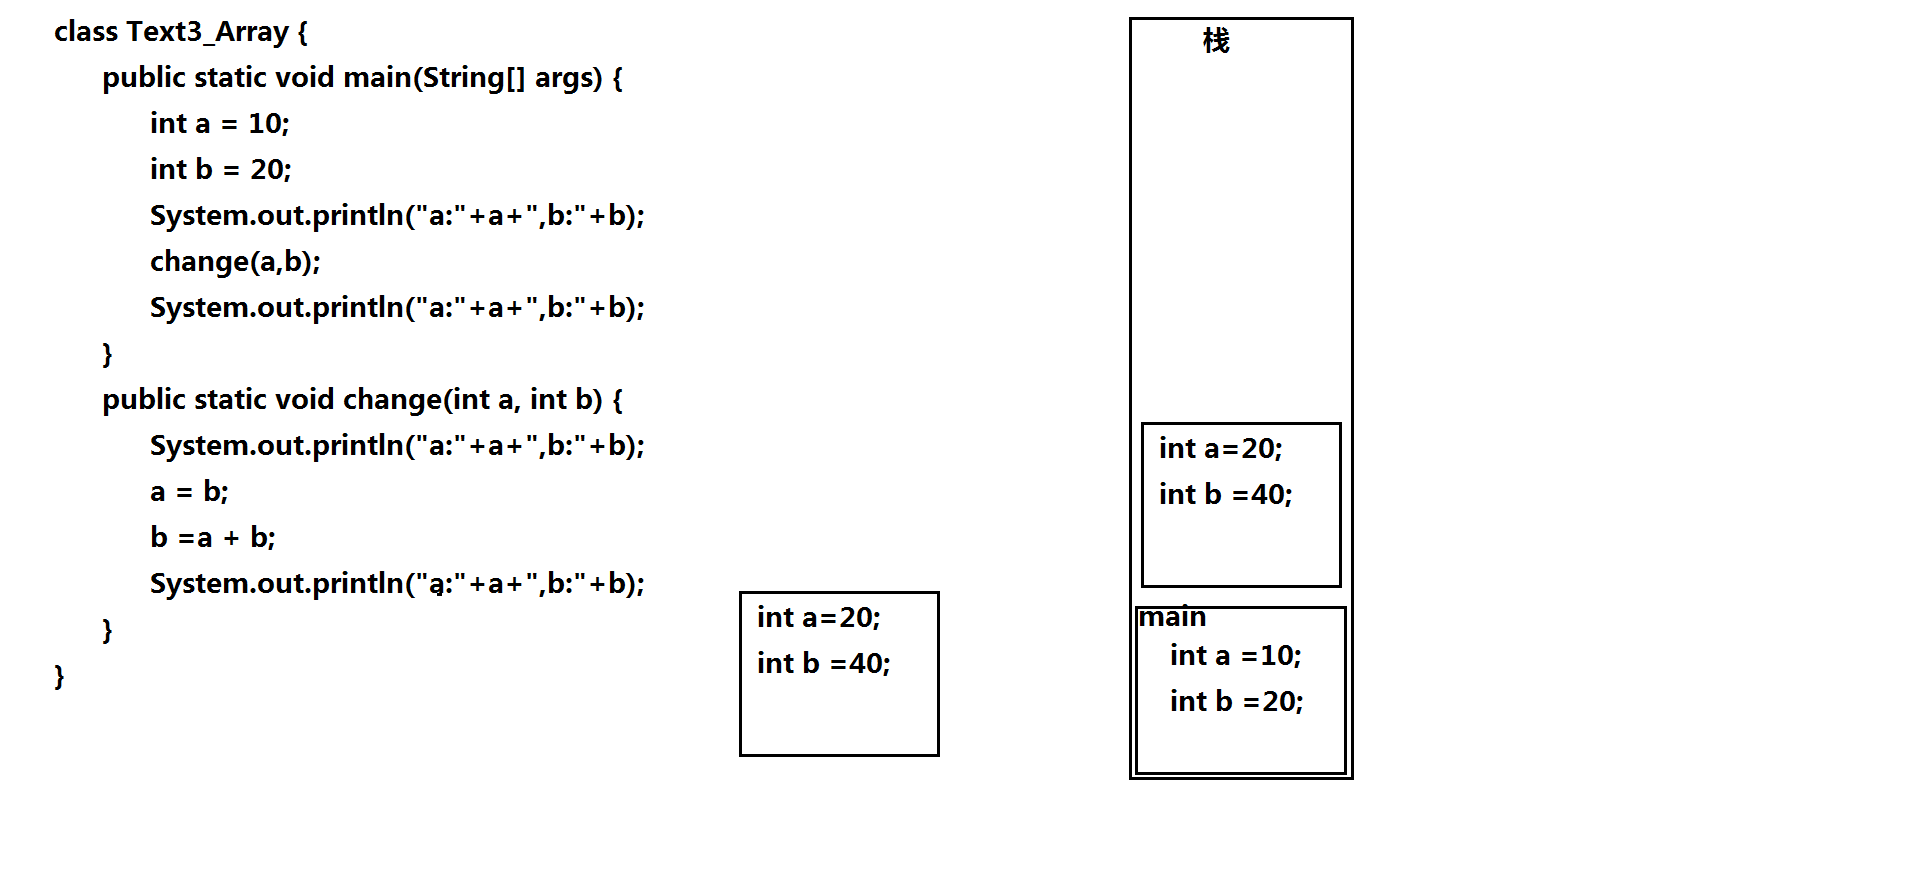 class Text3_Array {
public static void main(String[] args) {
int a = 10;
int b = 20;
System.out.println("a:"+a+",b:"+b);
change(a,b);
System.out.println("a:"+a+",b:"+b);
}
public static void change(int a, int b) {
System.out.println("a:"+a+",b:"+b);
a = b;
b =a + b;
System.out.println("a:"+a+",b:"+b);
}
}
int a=20;
int b =40;
栈
int a=20;
int b =40;
main
int a =10;
int b =20;